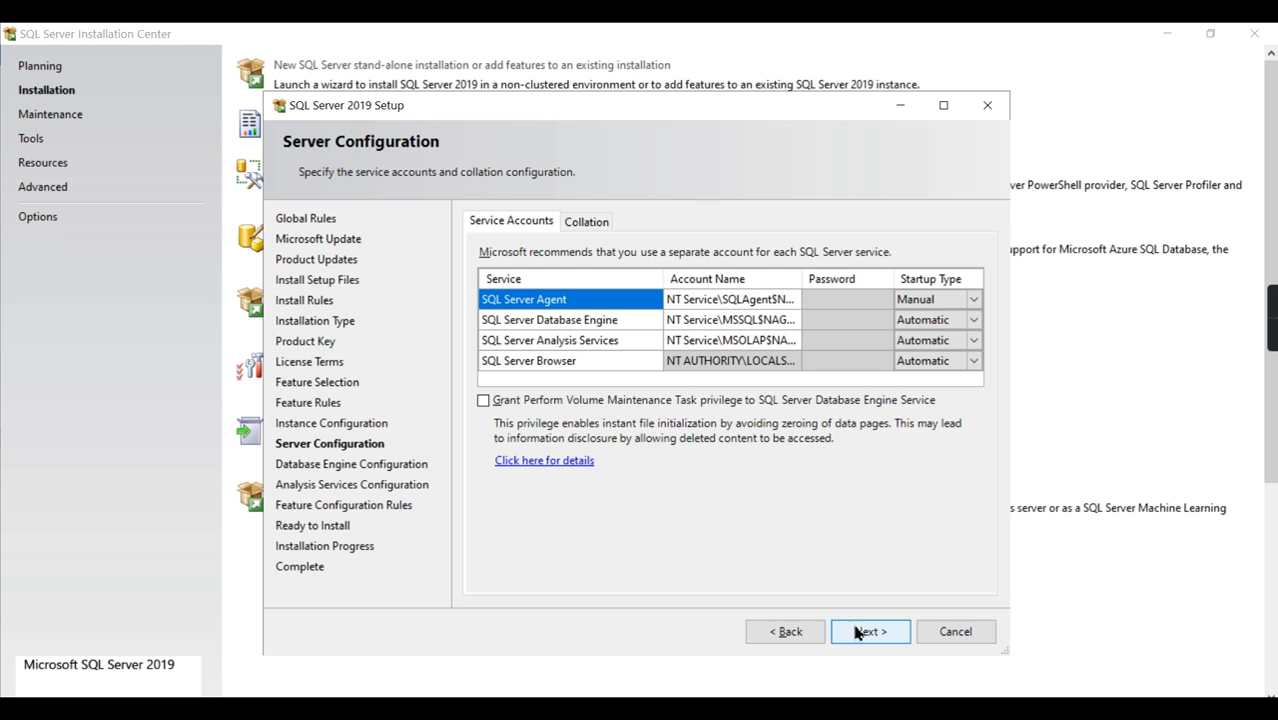 SQL Server Installation Center
Planning
Installation
Maintenance
Tools
Resources
Advanced
Options
Microsoft SQL Server 2019
New SQL Server stand-alone installation or add features to an existing installation
Launch a wizard to install SQL Server 2019 in a non-clustered environment or to add features to an existing SQL Server 2019 instance.
ver PowerShell provider, SQL Server Profiler and
upport for Microsoft Azure SQL Database, the
s server or as a SQL Server Machine Learning
SQL Server 2019 Setup
Server Configuration
Specify the service accounts and collation configuration.
Global Rules
Microsoft Update
Product Updates
Install Setup Files
Install Rules
Installation Type
Product Key
License Terms
Feature Selection
Feature Rules
Instance Configuration
Server Configuration
Database Engine Configuration
Analysis Services Configuration
Feature Configuration Rules
Ready to Install
Installation Progress
Complete
Service Accounts Collation
Microsoft recommends that you use a separate account for each SQL Server service.
Service Account Name Password Startup Type
SQL Server Agent NT Service\SQLAgent$N... Manual
SQL Server Database Engine NT Service\MSSQL$NAG... Automatic
SQL Server Analysis Services NT Service\MSOLAP$NA... Automatic
SQL Server Browser NT AUTHORITY\LOCALS... Automatic
Grant Perform Volume Maintenance Task privilege to SQL Server Database Engine Service
This privilege enables instant file initialization by avoiding zeroing of data pages. This may lead
to information disclosure by allowing deleted content to be accessed.
Click here for details
< Back Next > Cancel